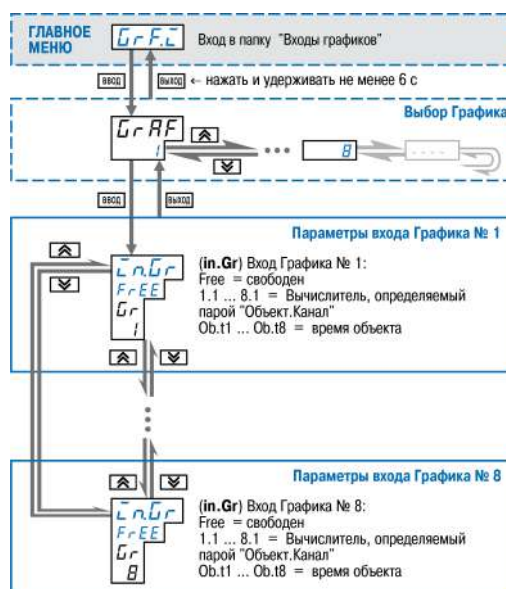 ГЛАВНОЕ МЕНЮ
GrF.i
Вход в папку "Входы графиков"
ВВОД
ВЫХОД
← нажать и удерживать не менее 6 с
Выбор Графика
GrAF
1
...
8
----
ВВОД
ВЫХОД
Параметры входа Графика № 1
in.Gr
FrEE
Gr
1
(in.Gr) Вход Графика № 1:
Free = свободен
1.1 ... 8.1 = Вычислитель, определяемый
парой "Объект.Канал"
Ob.t1 ... Ob.t8 = время объекта
Параметры входа Графика № 8
in.Gr
FrEE
Gr
8
(in.Gr) Вход Графика № 8:
Free = свободен
1.1 ... 8.1 = Вычислитель, определяемый
парой "Объект.Канал"
Ob.t1 ... Ob.t8 = время объекта